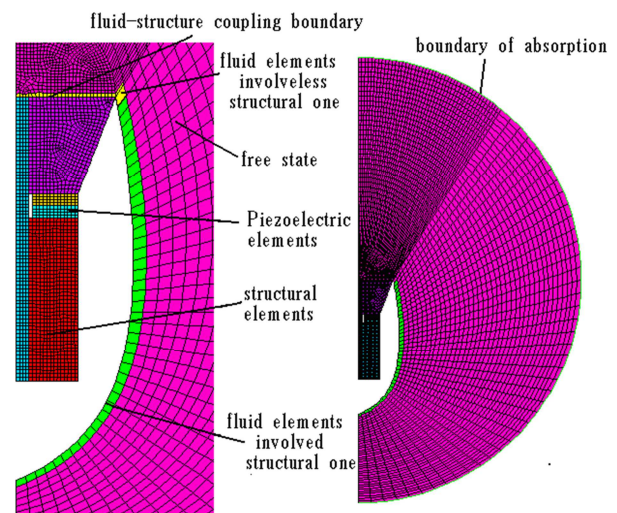 fluid-structure coupling boundary
boundary of absorption
fluid elements
involveless
structural one
free state
Piezoelectric
elements
structural
elements
fluid elements
involved
structural one